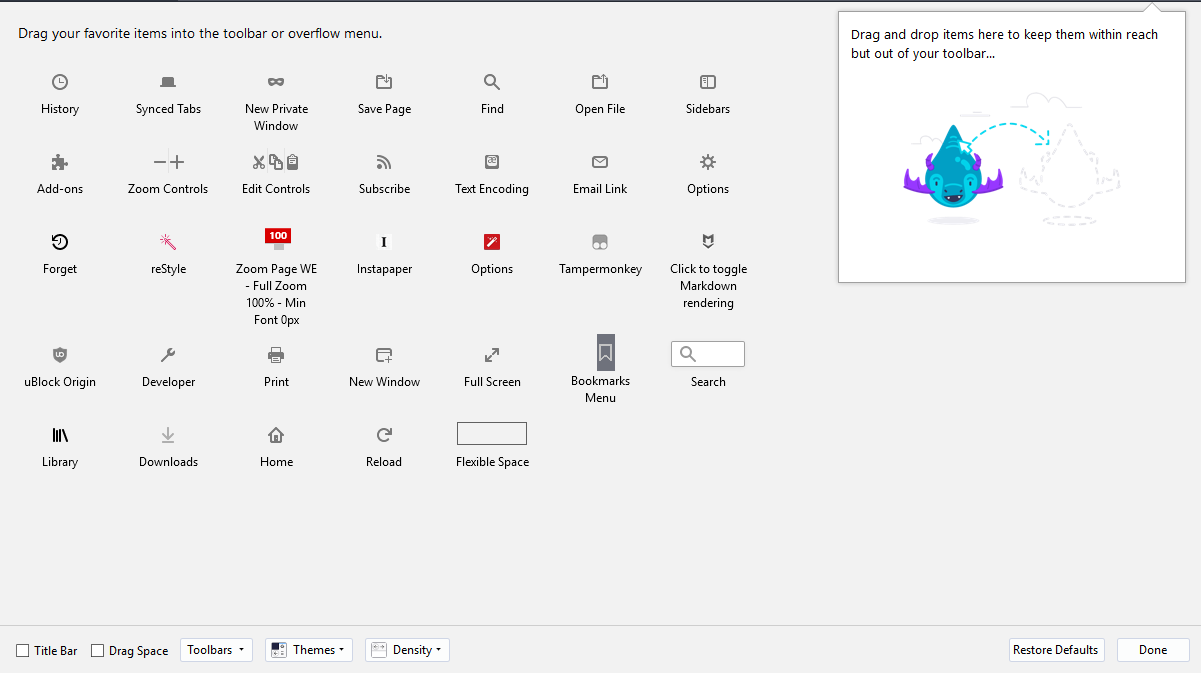 Drag your favorite items into the toolbar or overflow menu.
Drag and drop items here to keep them within reach
but out of your toolbar...
History
Synced Tabs
New Private
Window
Save Page
Find
Open File
Sidebars
Add-ons
Zoom Controls
Edit Controls
Subscribe
æ
Text Encoding
Email Link
Options
Forget
reStyle
100
Zoom Page WE
- Full Zoom
100% - Min
Font 0px
I
Instapaper
Options
Tampermonkey
Click to toggle
Markdown
rendering
uBlock Origin
Developer
Print
New Window
Full Screen
Bookmarks
Menu
Search
Library
Downloads
Home
Reload
Flexible Space
Title Bar
Drag Space
Toolbars
Themes
Density
Restore Defaults
Done